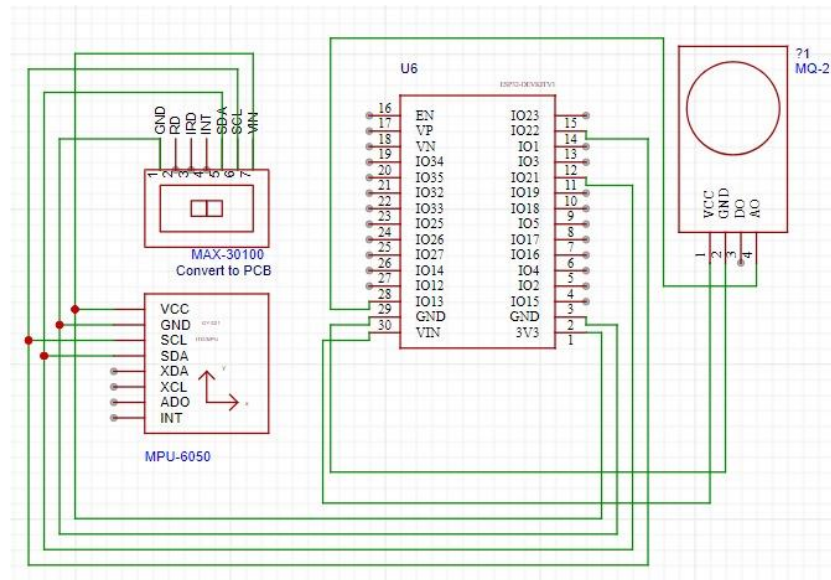 ?1
MQ-2
U6
GND
RD
IRD
INT
SDA
SCL
VIN
1
2
3
4
5
6
7
MAX-30100
Convert to PCB
VCC
GND
SCL
SDA
XDA
XCL
ADO
INT
MPU-6050
16 EN
17 VP
18 VN
19 IO34
20 IO35
21 IO32
22 IO33
23 IO25
24 IO26
25 IO27
26 IO14
27 IO12
28 IO13
29 GND
30 VIN
IO23 15
IO22 14
IO1 13
IO3 12
IO21 11
IO19 10
IO18 9
IO5 8
IO17 7
IO16 6
IO4 5
IO2 4
IO15 3
GND 2
3V3 1
VCC
GND
DO
AO
1
2
3
4